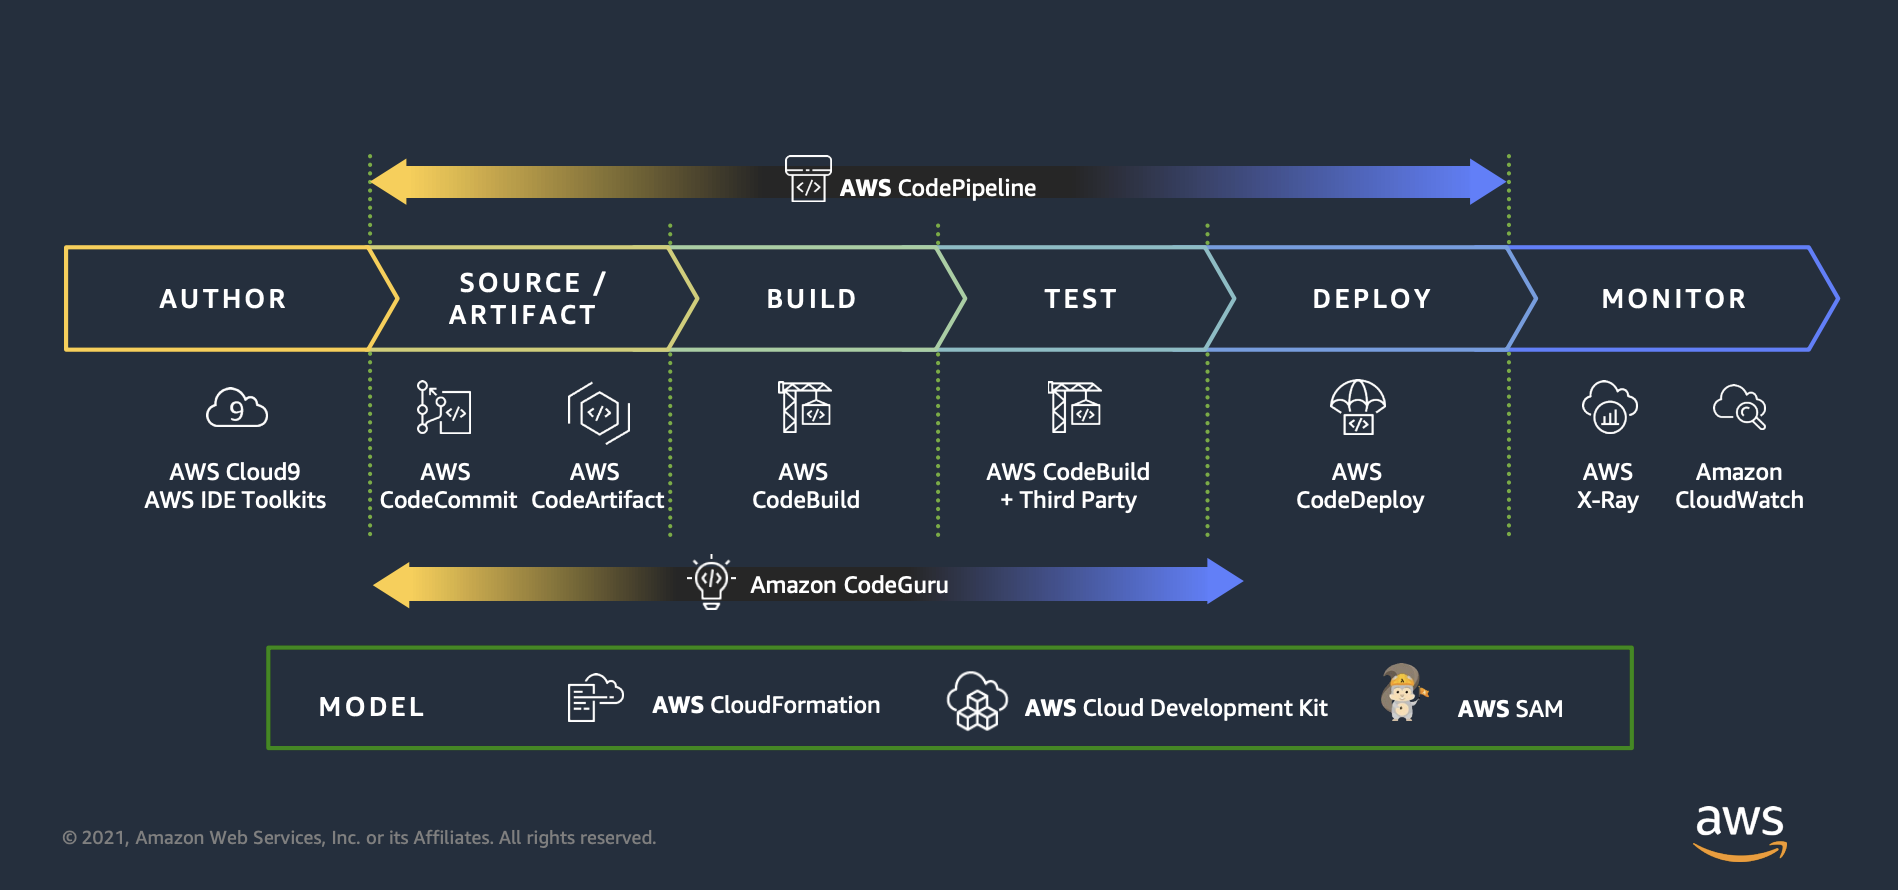 AWS CodePipeline
AUTHOR
SOURCE /
ARTIFACT
BUILD
TEST
DEPLOY
MONITOR
9
AWS Cloud9
AWS IDE Toolkits
</>
AWS
CodeCommit
</>
AWS
CodeArtifact
</>
AWS
CodeBuild
</>
AWS CodeBuild
+ Third Party
</>
AWS
CodeDeploy
AWS
X-Ray
Amazon
CloudWatch
</>
Amazon CodeGuru
MODEL
AWS CloudFormation
AWS Cloud Development Kit
AWS SAM
© 2021, Amazon Web Services, Inc. or its Affiliates. All rights reserved.
aws